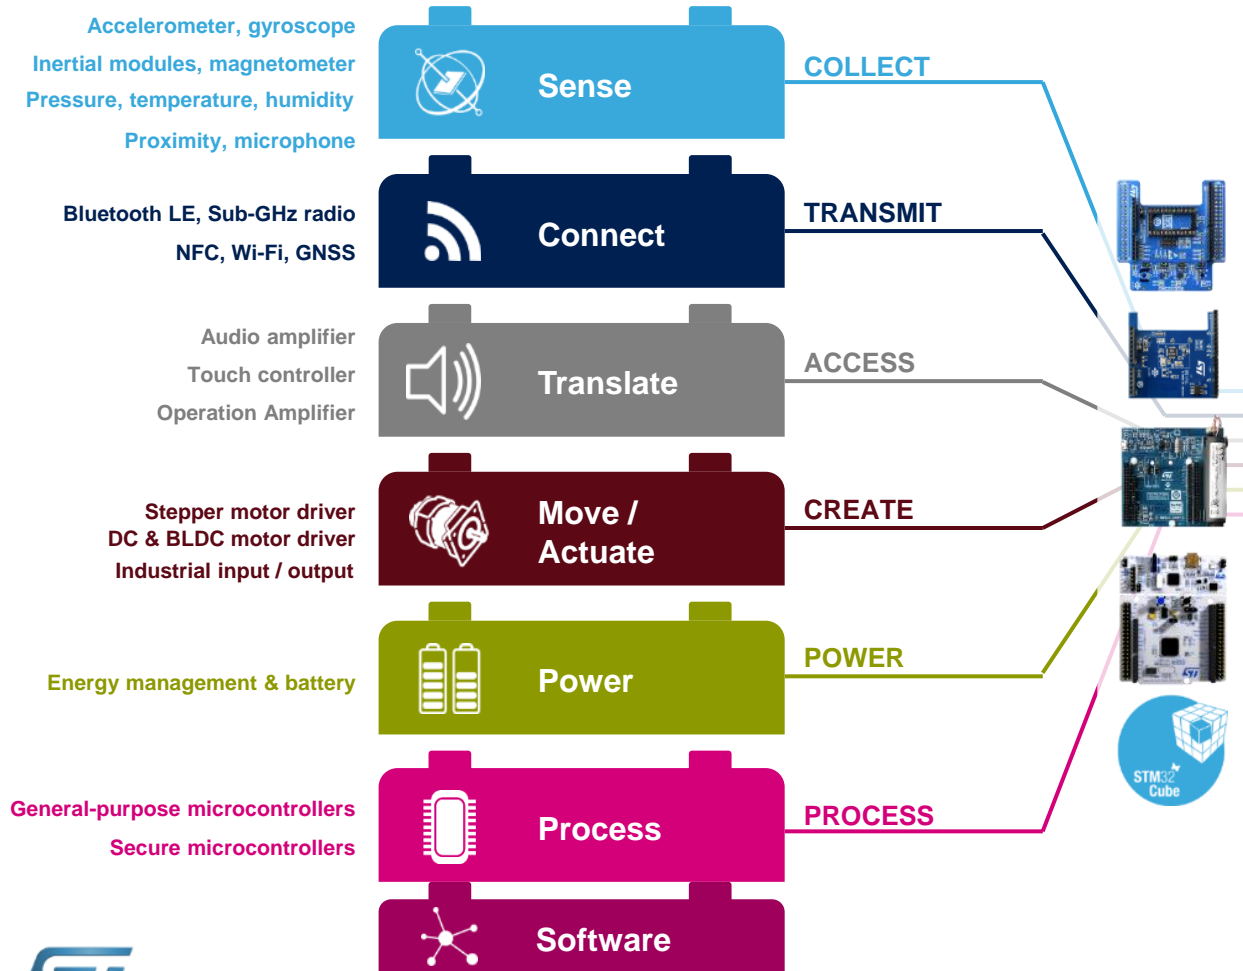 Accelerometer, gyroscope
Inertial modules, magnetometer
Pressure, temperature, humidity
Proximity, microphone
Sense
COLLECT
Bluetooth LE, Sub-GHz radio
NFC, Wi-Fi, GNSS
Connect
TRANSMIT
Audio amplifier
Touch controller
Operation Amplifier
Translate
ACCESS
Stepper motor driver
DC & BLDC motor driver
Industrial input / output
Move /
Actuate
CREATE
Energy management & battery
Power
POWER
General-purpose microcontrollers
Secure microcontrollers
Process
PROCESS
STM32
Cube
Software